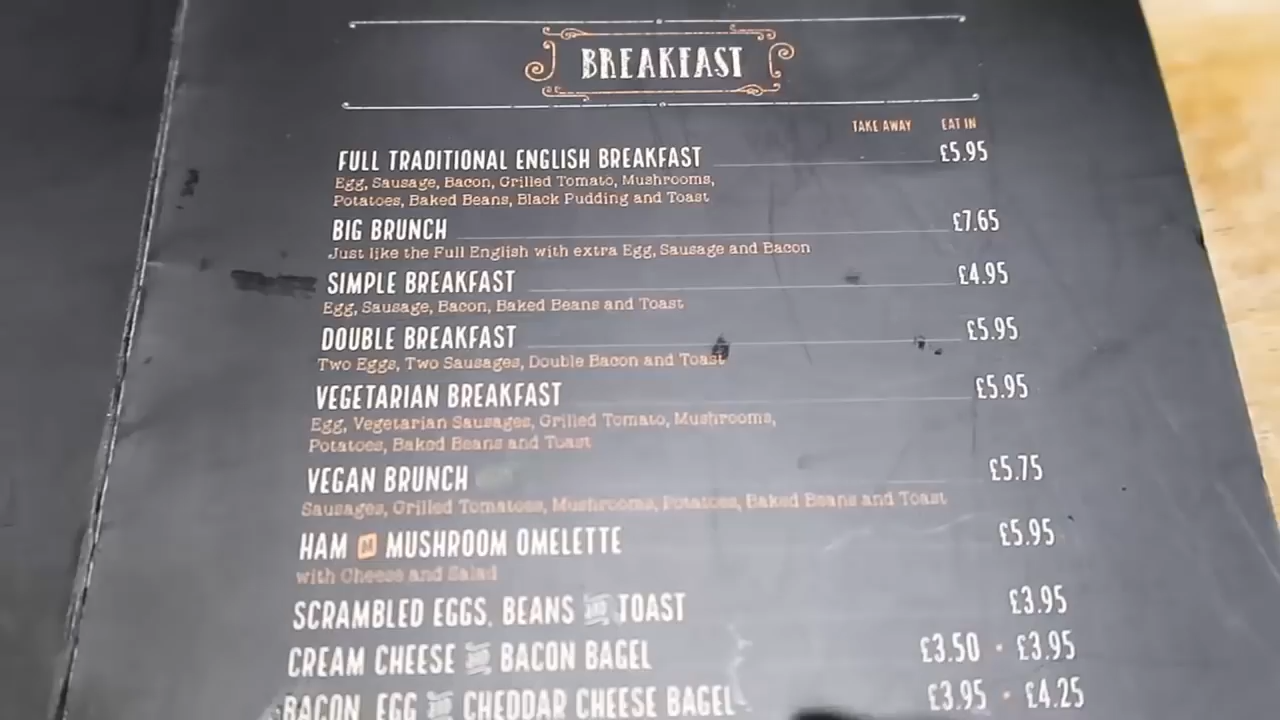 BREAKFAST
TAKE AWAY EAT IN
FULL TRADITIONAL ENGLISH BREAKFAST £5.95
Egg, Sausage, Bacon, Grilled Tomato, Mushrooms,
Potatoes, Baked Beans, Black Pudding and Toast
BIG BRUNCH £7.65
Just like the Full English with extra Egg, Sausage and Bacon
SIMPLE BREAKFAST £4.95
Egg, Sausage, Bacon, Baked Beans and Toast
DOUBLE BREAKFAST £5.95
Two Eggs, Two Sausages, Double Bacon and Toast
VEGETARIAN BREAKFAST £5.95
Egg, Vegetarian Sausages, Grilled Tomato, Mushrooms,
Potatoes, Baked Beans and Toast
VEGAN BRUNCH £5.75
Sausages, Grilled Tomatoes, Mushrooms, Potatoes, Baked Beans and Toast
HAM MUSHROOM OMELETTE £5.95
with Cheese and Salad
SCRAMBLED EGGS, BEANS AND TOAST £3.95
CREAM CHEESE AND BACON BAGEL £3.50 · £3.95
BACON, EGG AND CHEDDAR CHEESE BAGEL £3.95 · £4.25